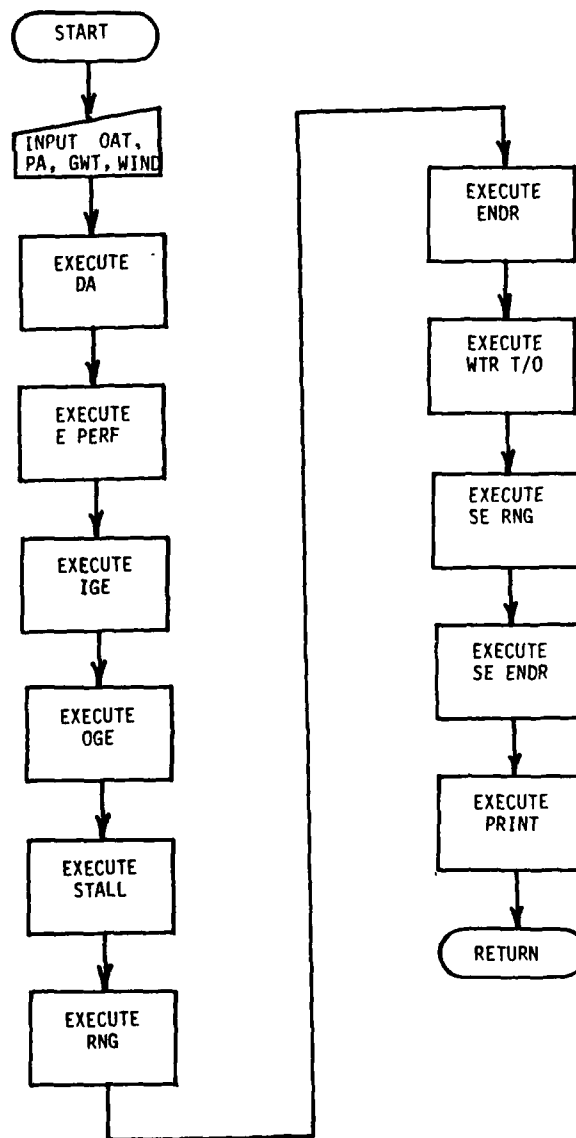 START
INPUT OAT,
PA, GWT, WIND
EXECUTE
DA
EXECUTE
E PERF
EXECUTE
IGE
EXECUTE
OGE
EXECUTE
STALL
EXECUTE
RNG
EXECUTE
ENDR
EXECUTE
WTR T/O
EXECUTE
SE RNG
EXECUTE
SE ENDR
EXECUTE
PRINT
RETURN